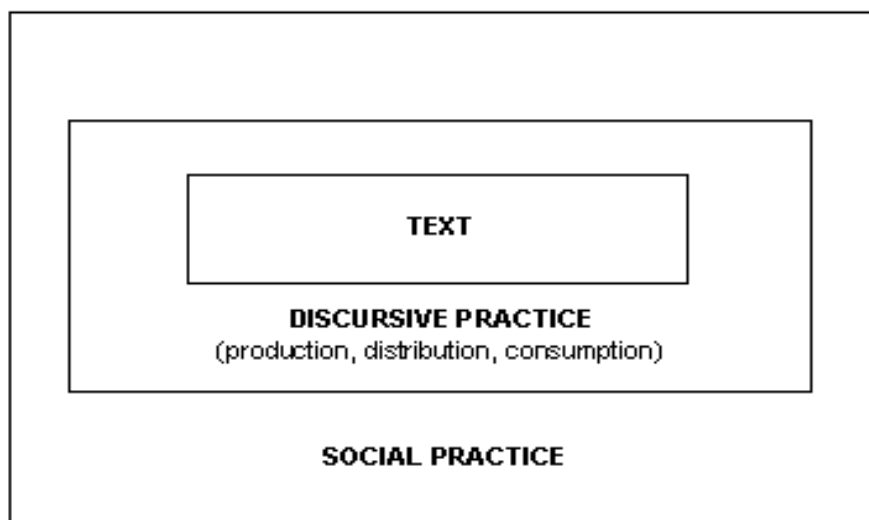 TEXT
DISCURSIVE PRACTICE
(production, distribution, consumption)
SOCIAL PRACTICE